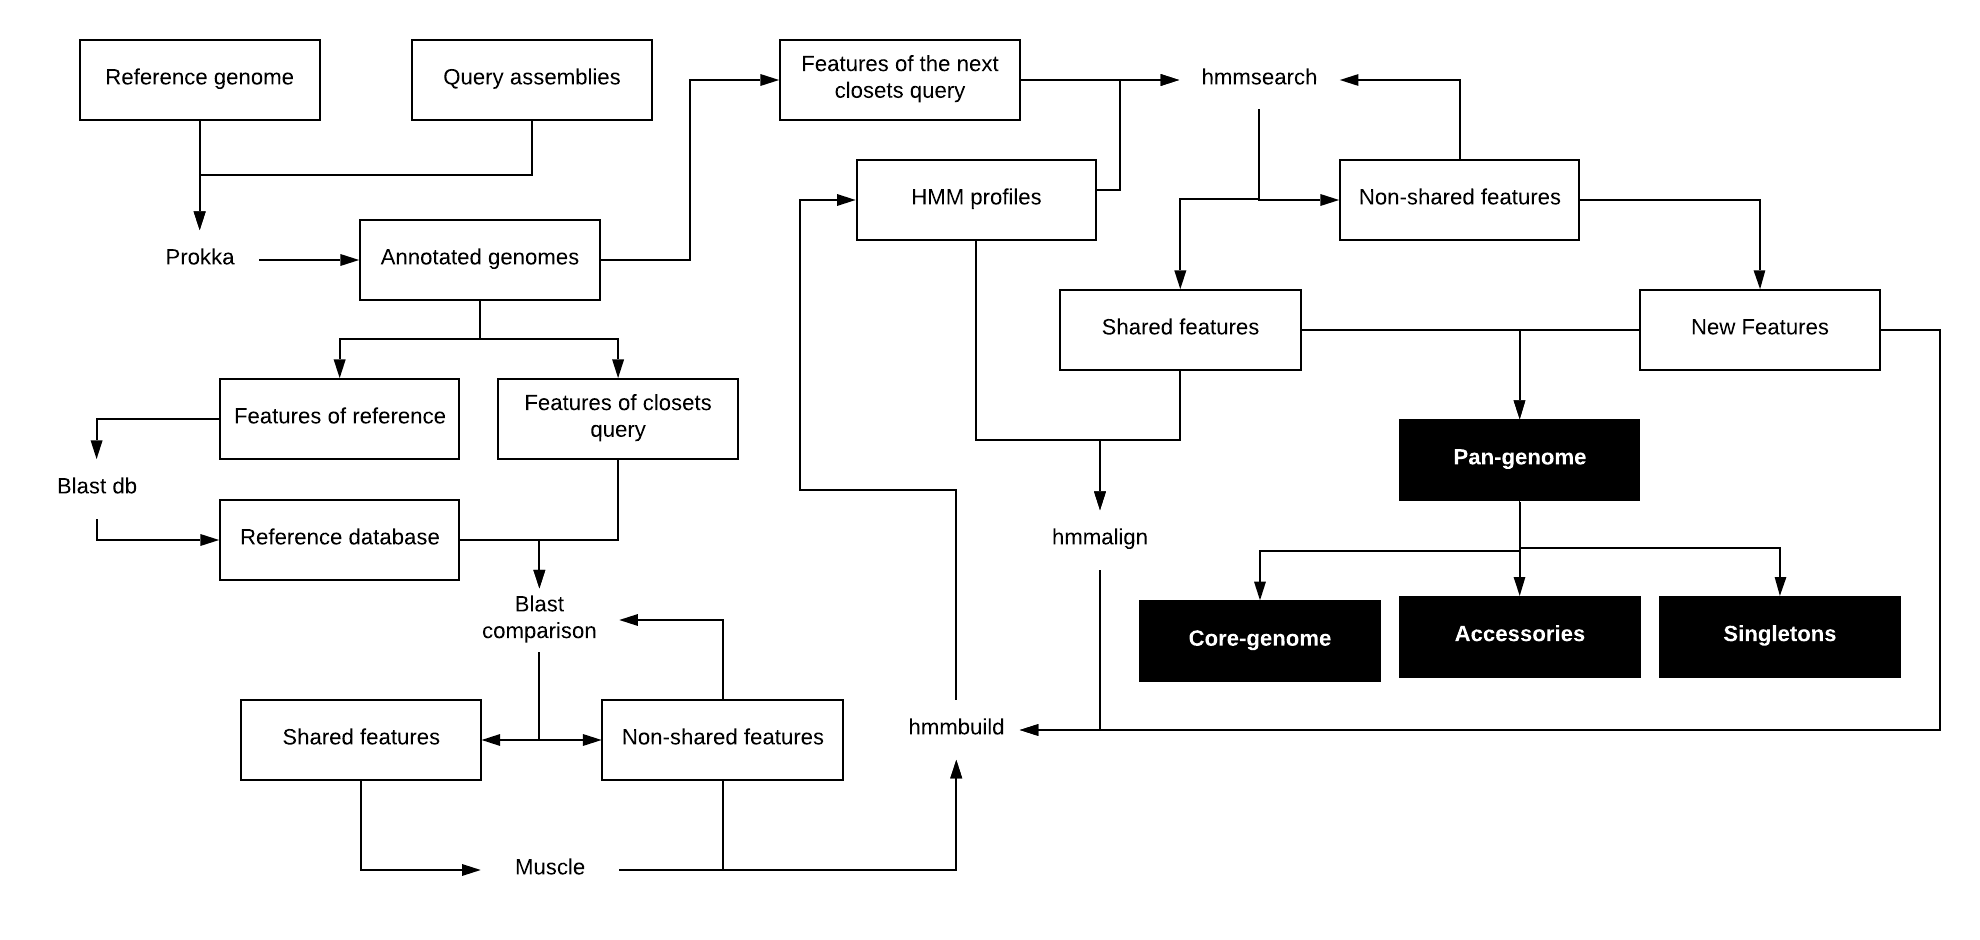 Reference genome
Query assemblies
Features of the next
closets query
hmmsearch
HMM profiles
Non-shared features
Prokka
Annotated genomes
Shared features
New Features
Features of reference
Features of closets
query
Pan-genome
Blast db
Reference database
hmmalign
Blast
comparison
Core-genome
Accessories
Singletons
Shared features
Non-shared features
hmmbuild
Muscle